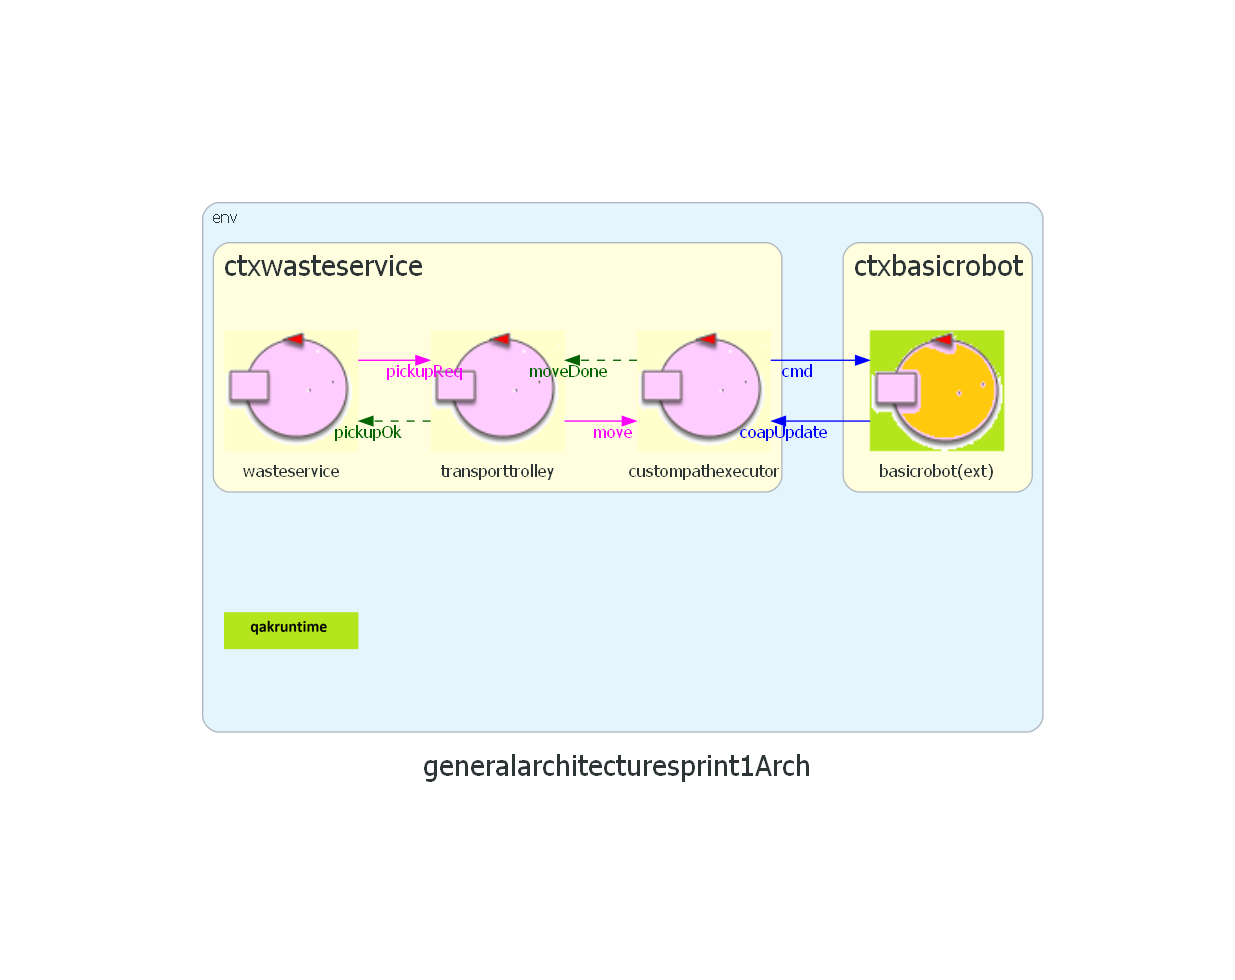 env
ctxwasteservice
ctxbasicrobot
pickupReq
moveDone
cmd
pickupOk
move
coapUpdate
wasteservice
transporttrolley
custompathexecutor
basicrobot(ext)
qakruntime
generalarchitecturesprint1Arch